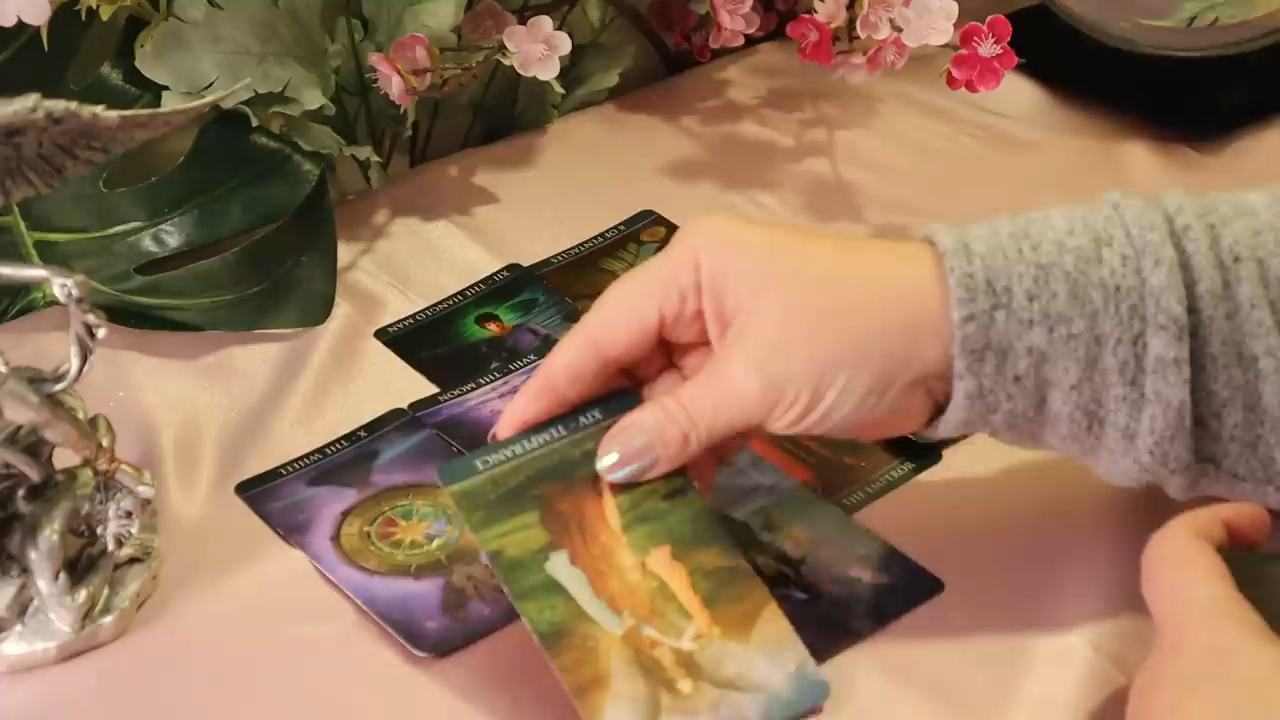 8 OF PENTACLES
XII - THE HANGED MAN
XVIII - THE MOON
XIV - TEMPERANCE
X - THE WHEEL
THE EMPEROR